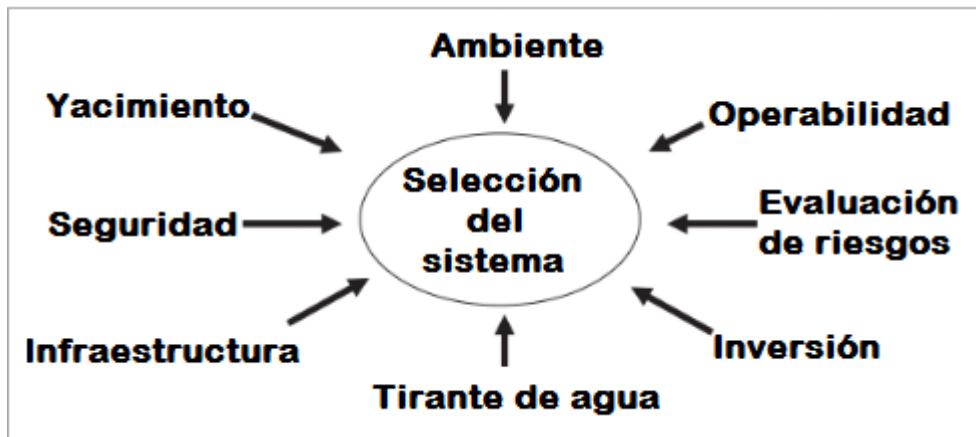 Ambiente
Yacimiento
Operabilidad
Selección
del
sistema
Seguridad
Evaluación
de riesgos
Infraestructura
Inversión
Tirante de agua